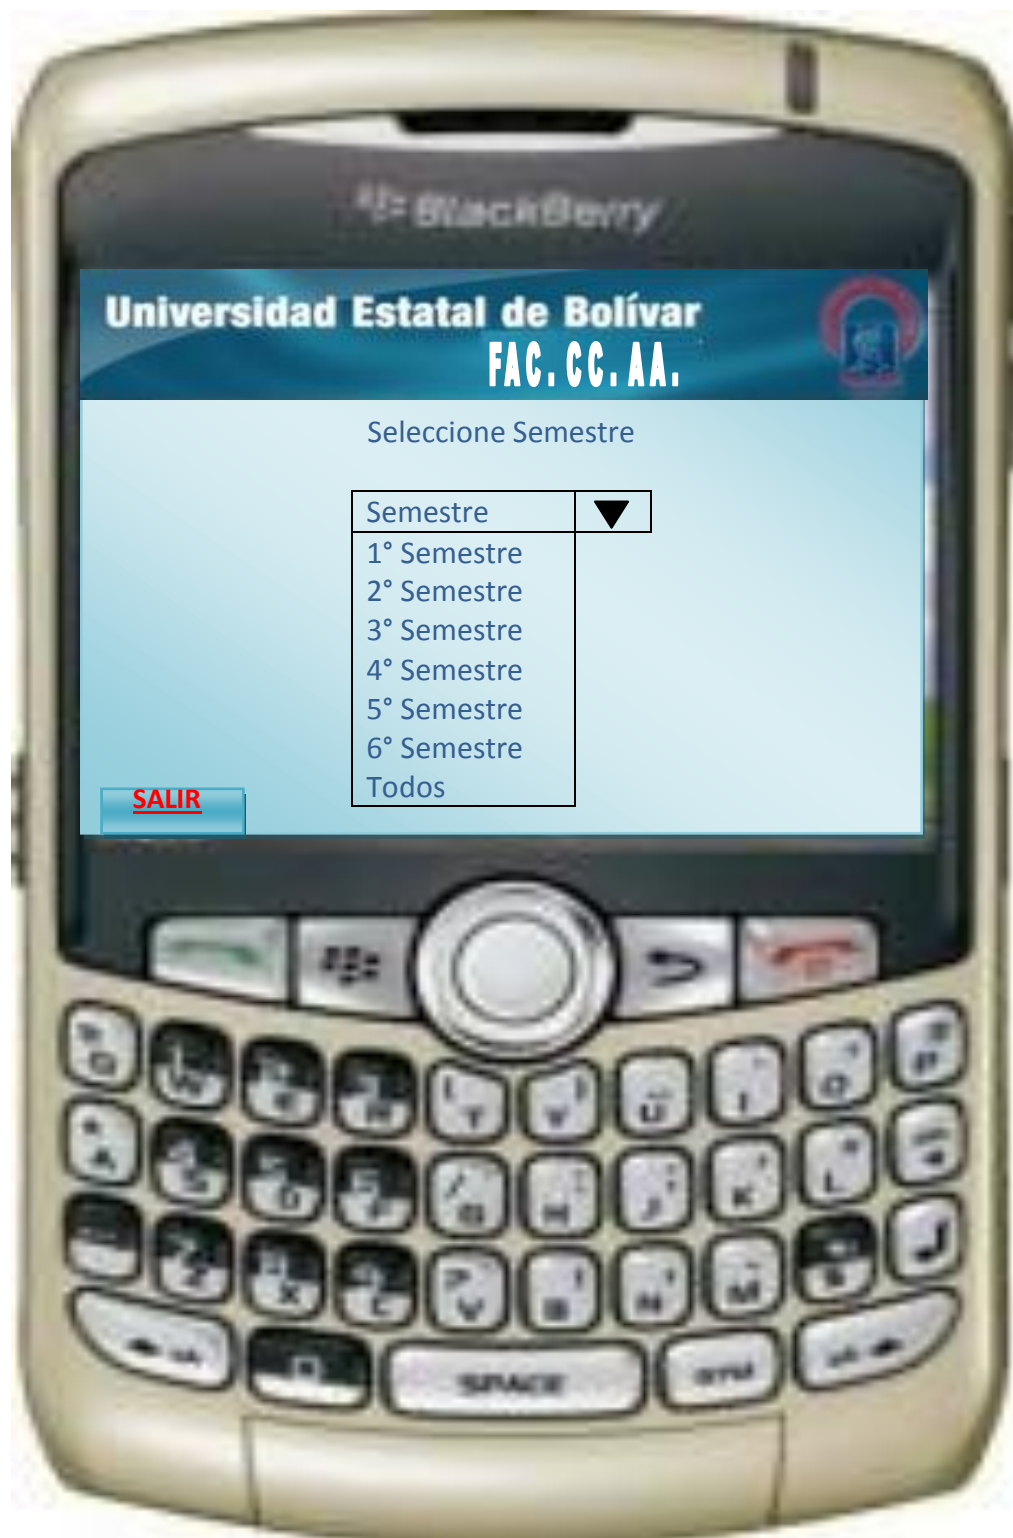 BlackBerry
Universidad Estatal de Bolívar
FAC. CC. AA.
Seleccione Semestre
Semestre
1° Semestre
2° Semestre
3° Semestre
4° Semestre
5° Semestre
6° Semestre
Todos
SALIR
Q W E R T Y U I O P
A S D F G H J K L
Z X C V B N M $
SPACE SYM